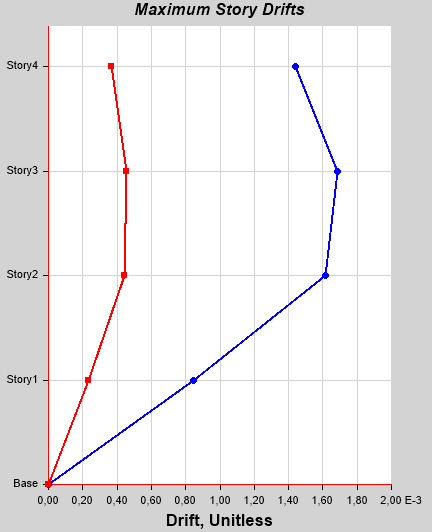 Maximum Story Drifts
Story4
Story3
Story2
Story1
Base
0,00 0,20 0,40 0,60 0,80 1,00 1,20 1,40 1,60 1,80 2,00 E-3
Drift, Unitless